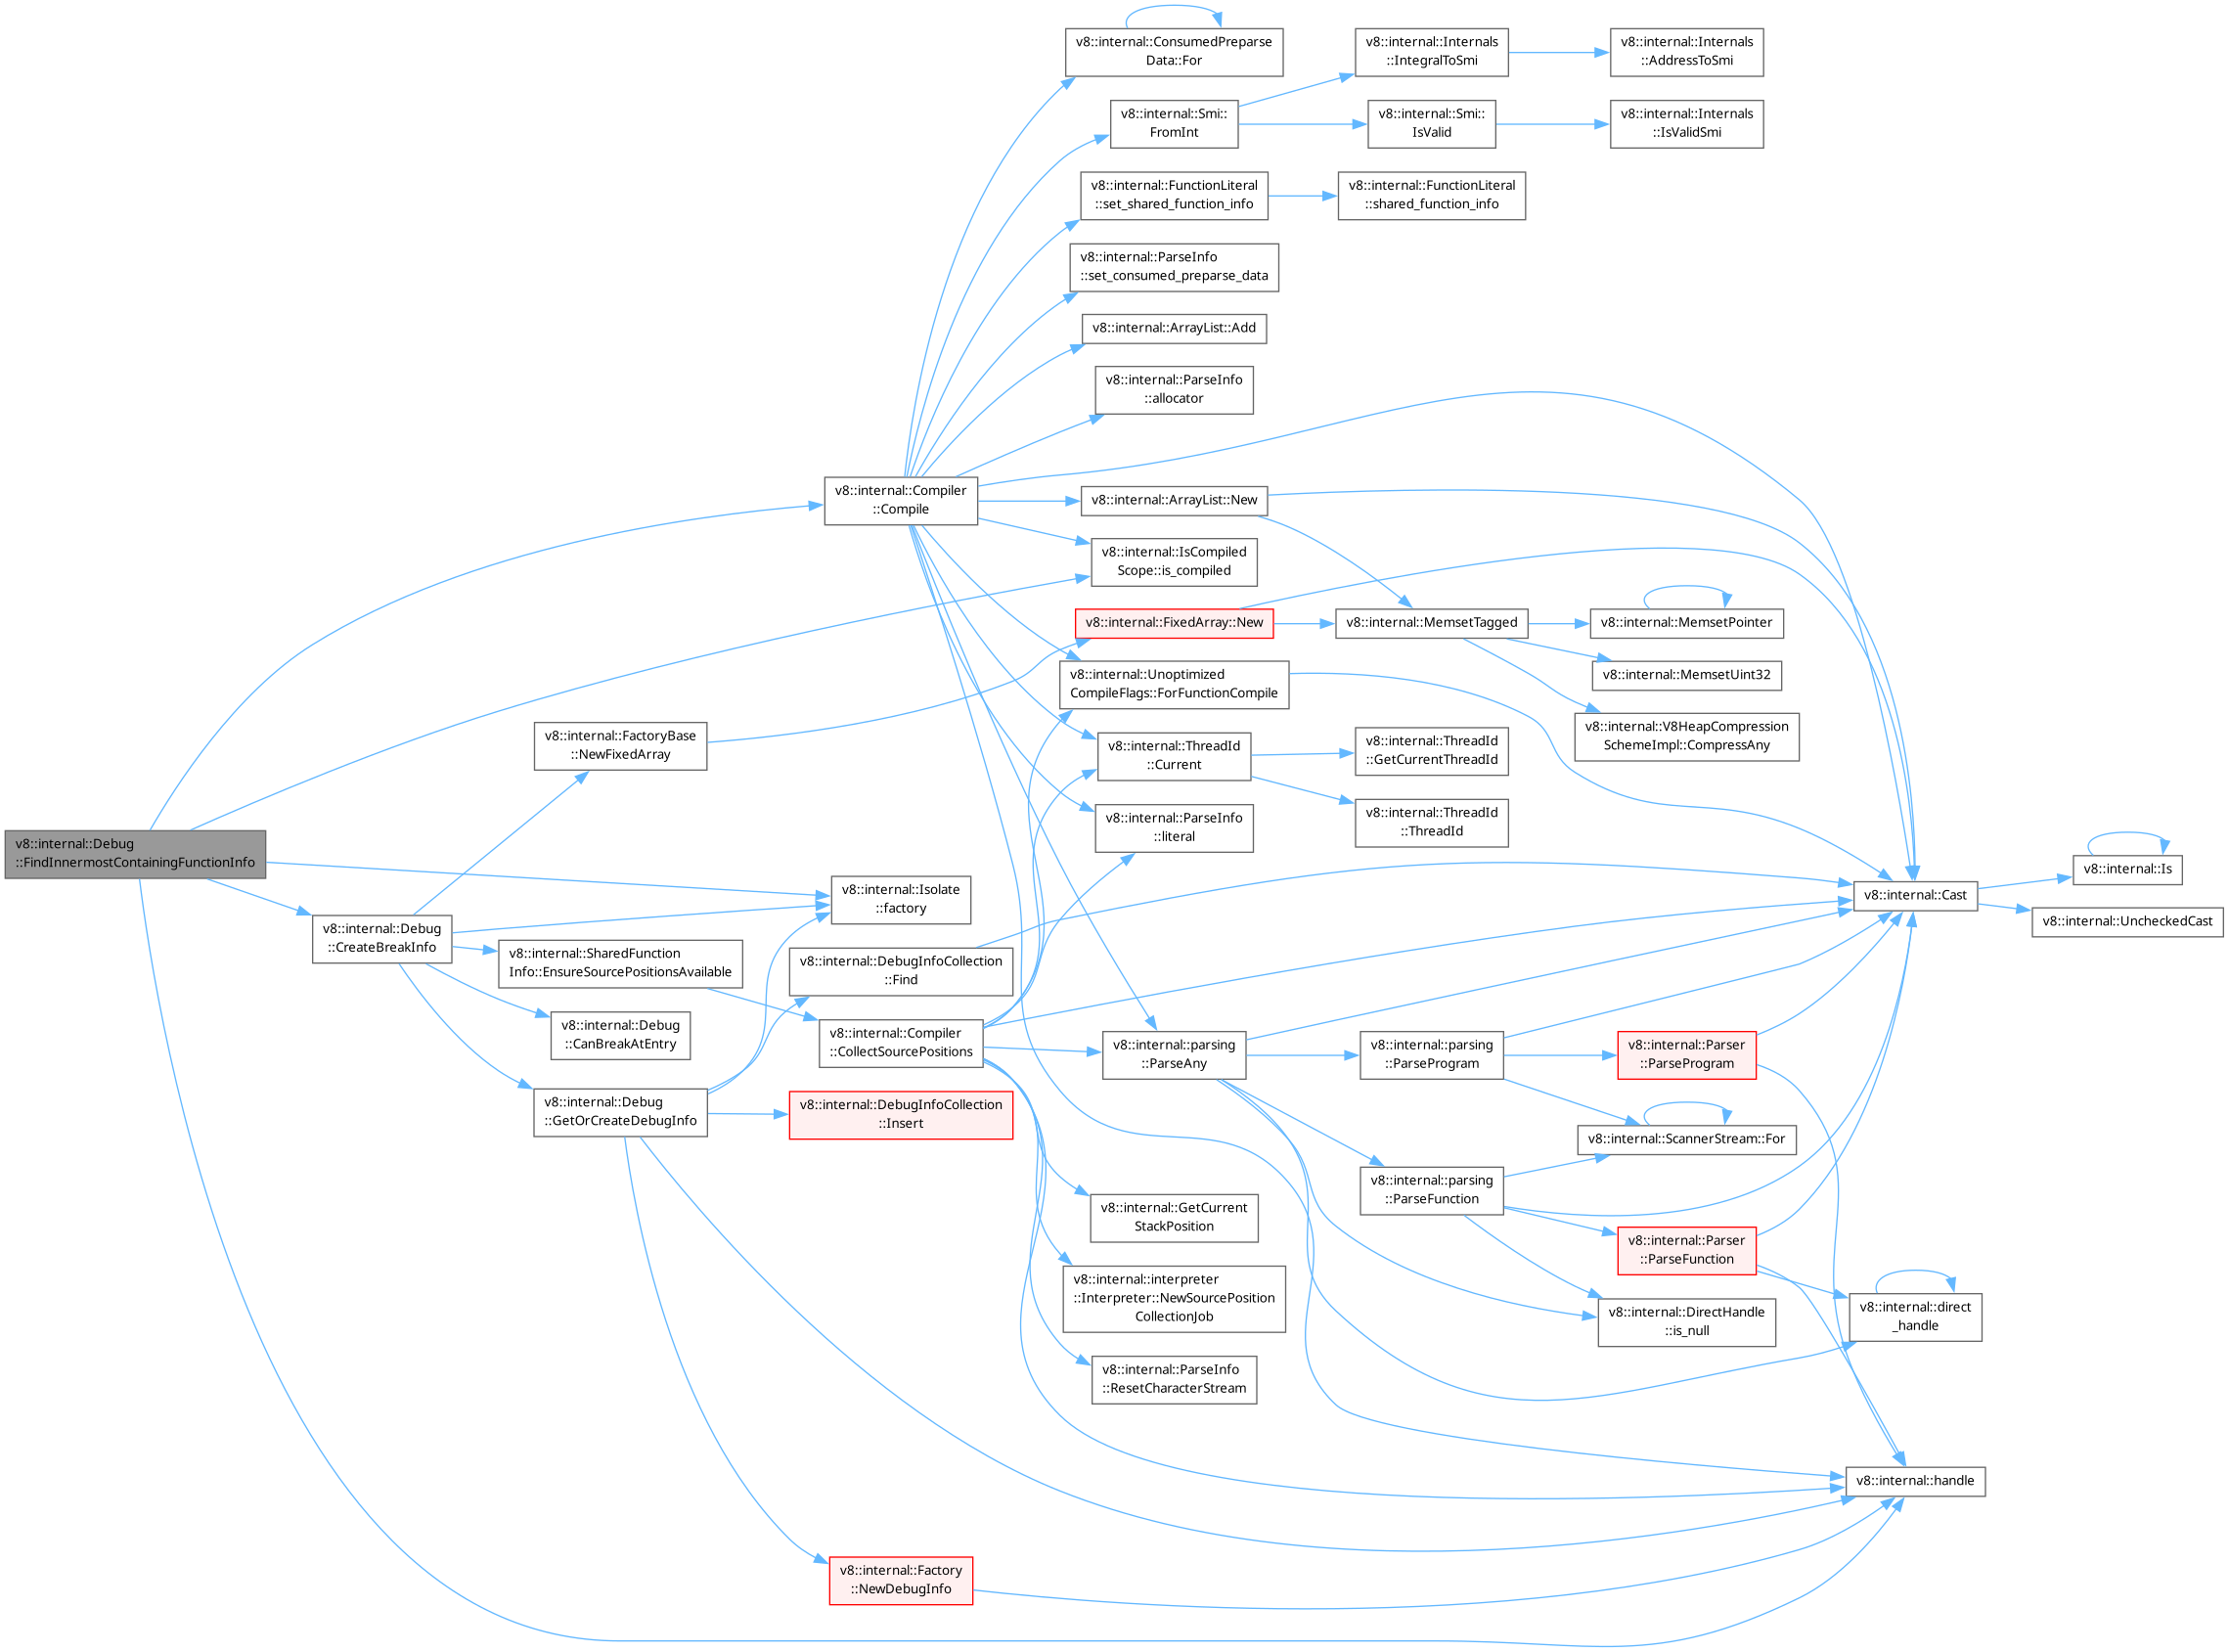 v8::internal::Debug
::FindInnermostContainingFunctionInfo
v8::internal::Debug
::CreateBreakInfo
v8::internal::FactoryBase
::NewFixedArray
v8::internal::SharedFunction
Info::EnsureSourcePositionsAvailable
v8::internal::Debug
::CanBreakAtEntry
v8::internal::Debug
::GetOrCreateDebugInfo
v8::internal::Compiler
::Compile
v8::internal::Isolate
::factory
v8::internal::DebugInfoCollection
::Find
v8::internal::Compiler
::CollectSourcePositions
v8::internal::DebugInfoCollection
::Insert
v8::internal::Factory
::NewDebugInfo
v8::internal::ConsumedPreparse
Data::For
v8::internal::Smi::
FromInt
v8::internal::FunctionLiteral
::set_shared_function_info
v8::internal::ParseInfo
::set_consumed_preparse_data
v8::internal::ArrayList::Add
v8::internal::ParseInfo
::allocator
v8::internal::ArrayList::New
v8::internal::IsCompiled
Scope::is_compiled
v8::internal::FixedArray::New
v8::internal::Unoptimized
CompileFlags::ForFunctionCompile
v8::internal::ThreadId
::Current
v8::internal::ParseInfo
::literal
v8::internal::parsing
::ParseAny
v8::internal::GetCurrent
StackPosition
v8::internal::interpreter
::Interpreter::NewSourcePosition
CollectionJob
v8::internal::ParseInfo
::ResetCharacterStream
v8::internal::Internals
::IntegralToSmi
v8::internal::Smi::
IsValid
v8::internal::FunctionLiteral
::shared_function_info
v8::internal::MemsetTagged
v8::internal::ThreadId
::GetCurrentThreadId
v8::internal::ThreadId
::ThreadId
v8::internal::parsing
::ParseProgram
v8::internal::parsing
::ParseFunction
v8::internal::Internals
::AddressToSmi
v8::internal::Internals
::IsValidSmi
v8::internal::MemsetPointer
v8::internal::MemsetUint32
v8::internal::V8HeapCompression
SchemeImpl::CompressAny
v8::internal::Parser
::ParseProgram
v8::internal::ScannerStream::For
v8::internal::Parser
::ParseFunction
v8::internal::DirectHandle
::is_null
v8::internal::Cast
v8::internal::direct
_handle
v8::internal::handle
v8::internal::Is
v8::internal::UncheckedCast